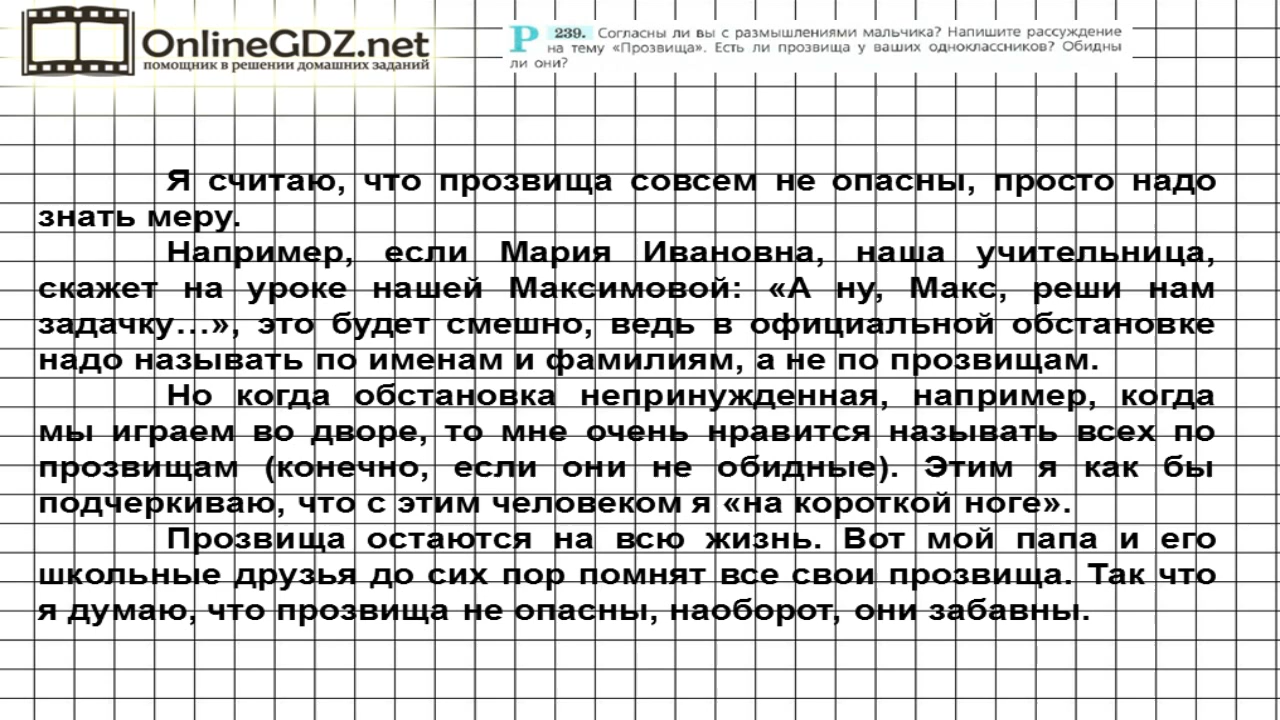 OnlineGDZ.net
помощник в решении домашних заданий
Р 239. Согласны ли вы с размышлениями мальчика? Напишите рассуждение
на тему «Прозвища». Есть ли прозвища у ваших одноклассников? Обидны
ли они?
Я считаю, что прозвища совсем не опасны, просто надо
знать меру.
Например, если Мария Ивановна, наша учительница,
скажет на уроке нашей Максимовой: «А ну, Макс, реши нам
задачку…», это будет смешно, ведь в официальной обстановке
надо называть по именам и фамилиям, а не по прозвищам.
Но когда обстановка непринужденная, например, когда
мы играем во дворе, то мне очень нравится называть всех по
прозвищам (конечно, если они не обидные). Этим я как бы
подчеркиваю, что с этим человеком я «на короткой ноге».
Прозвища остаются на всю жизнь. Вот мой папа и его
школьные друзья до сих пор помнят все свои прозвища. Так что
я думаю, что прозвища не опасны, наоборот, они забавны.